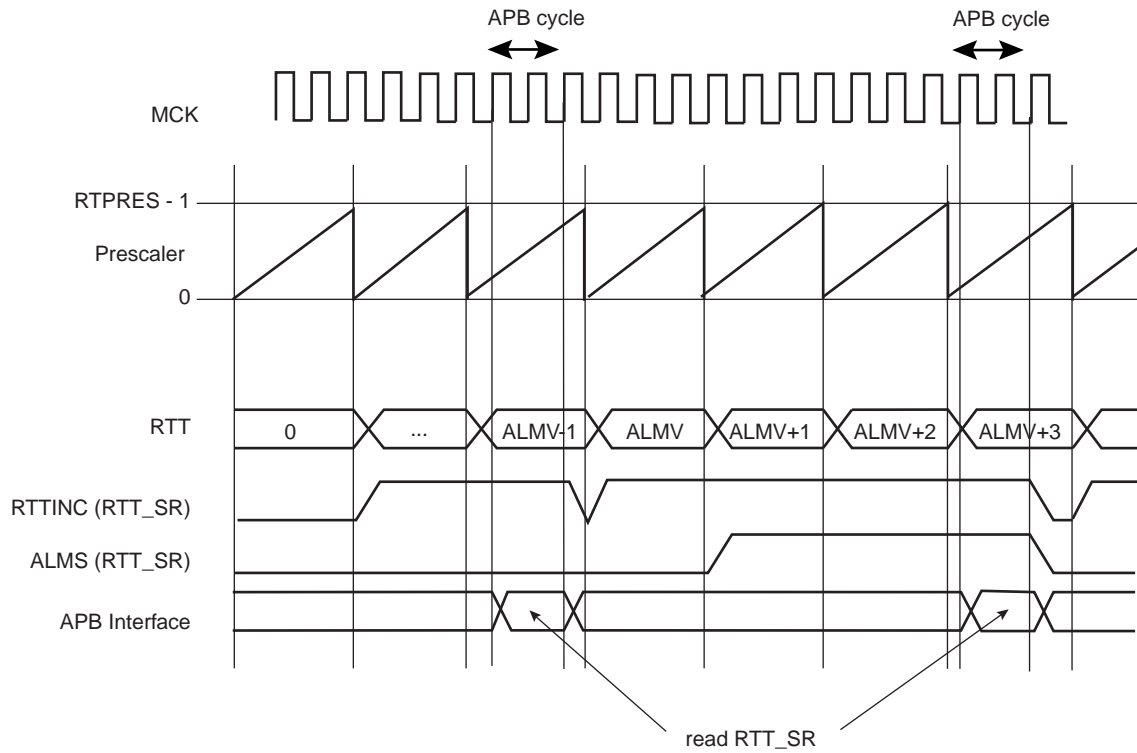 APB cycle
APB cycle
MCK
RTPRES - 1
Prescaler
0
RTT
0
...
ALMV-1
ALMV
ALMV+1
ALMV+2
ALMV+3
RTTINC (RTT_SR)
ALMS (RTT_SR)
APB Interface
read RTT_SR